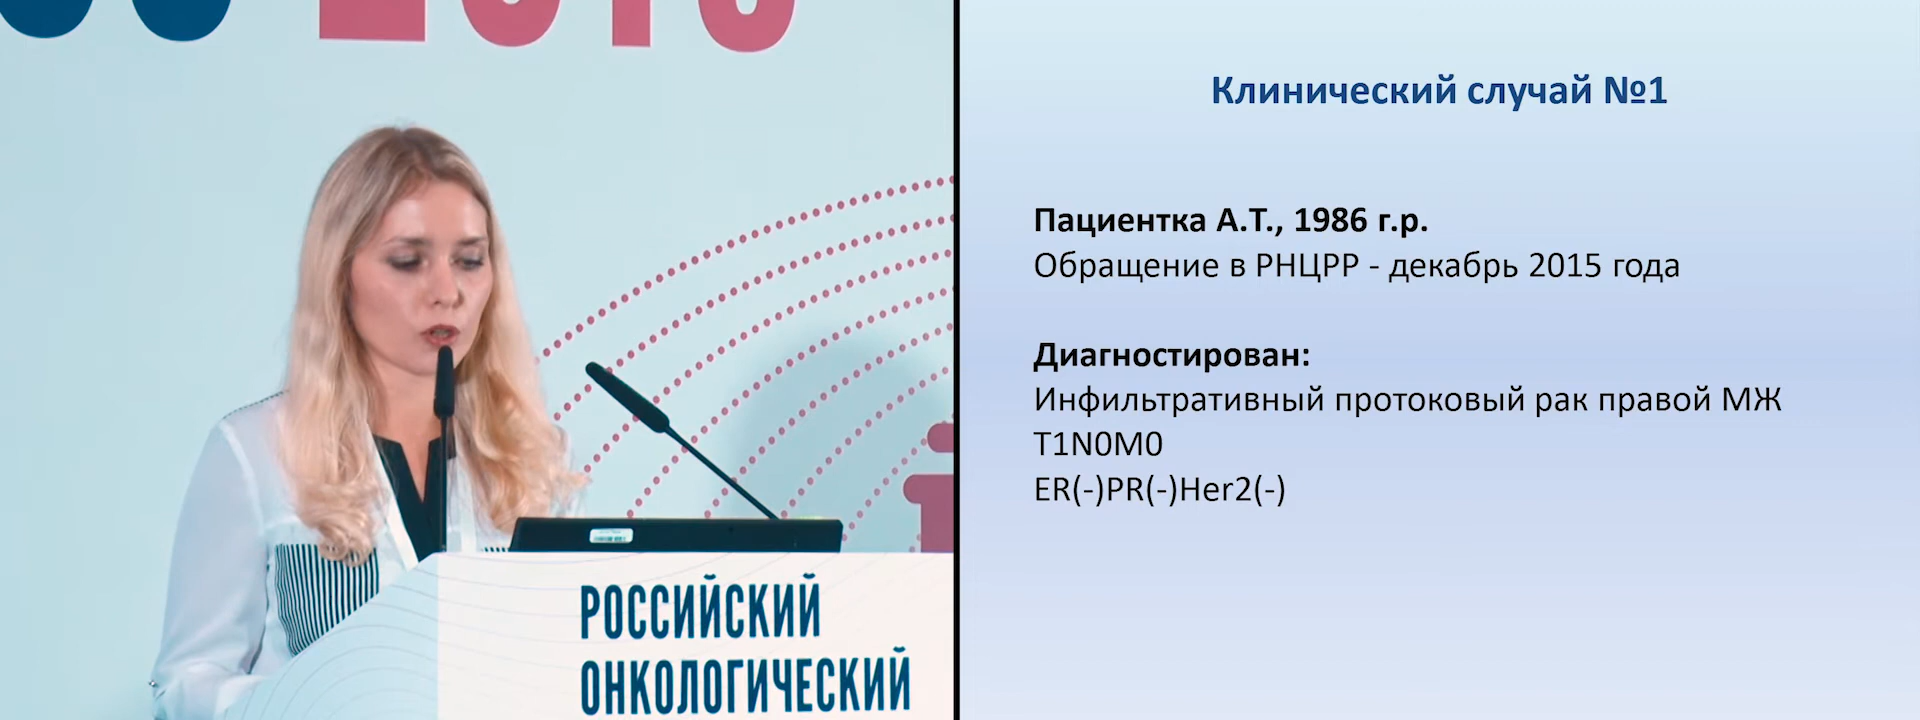 РОССИЙСКИЙ
ОНКОЛОГИЧЕСКИЙ
Клинический случай №1
Пациентка А.Т., 1986 г.р.
Обращение в РНЦРР - декабрь 2015 года
Диагностирован:
Инфильтративный протоковый рак правой МЖ
T1N0M0
ER(-)PR(-)Her2(-)